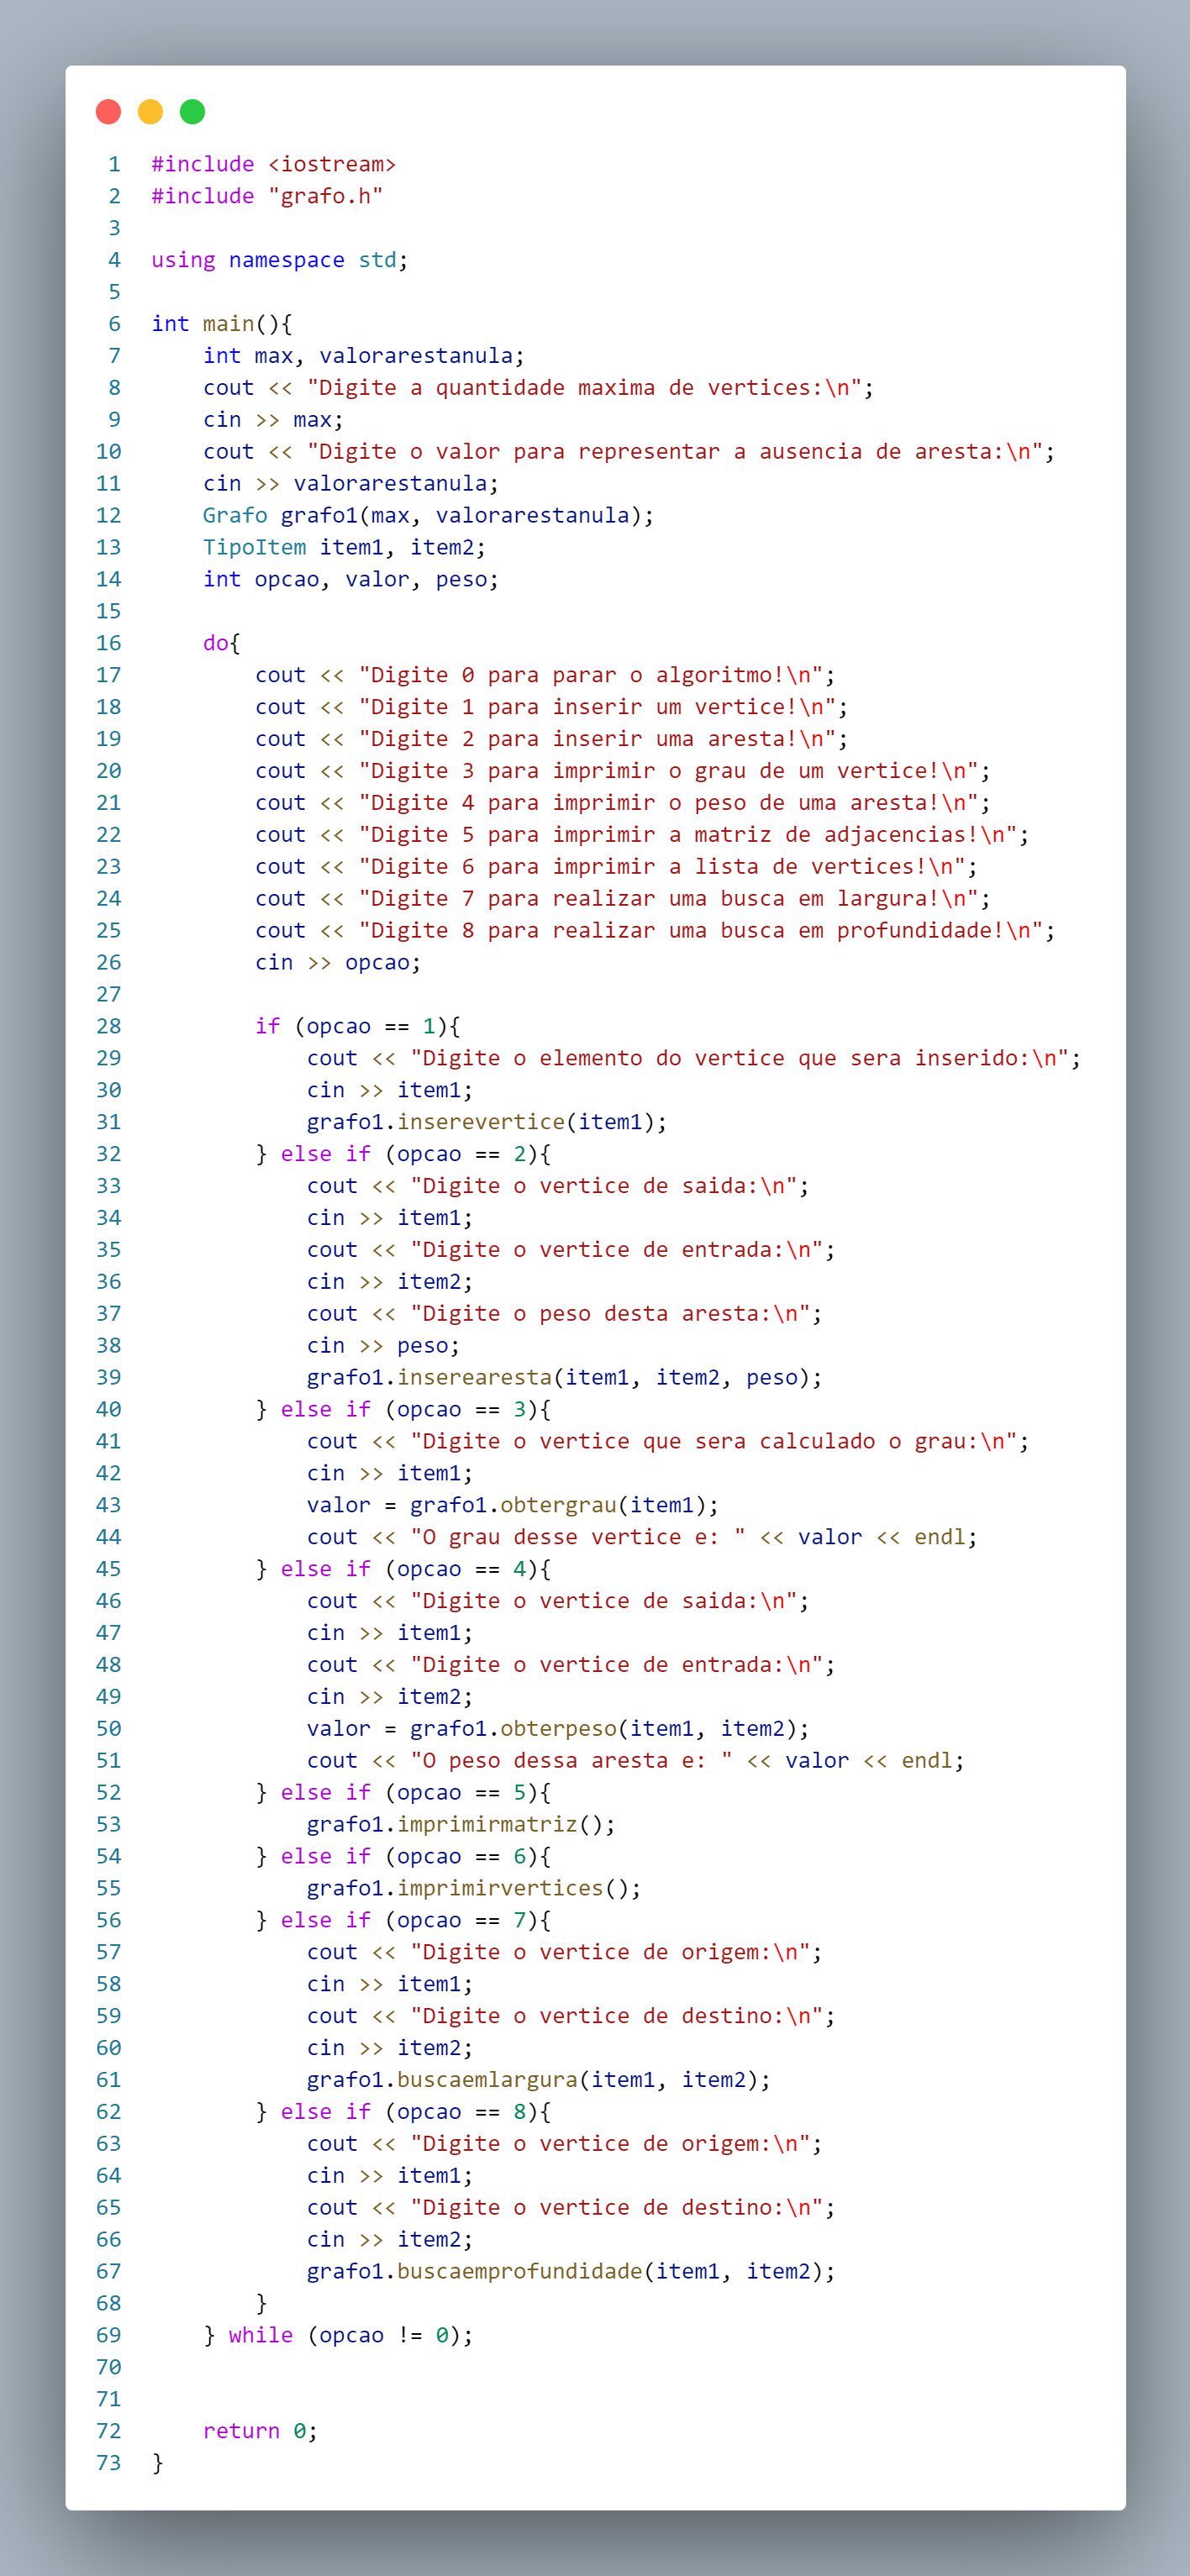 1 #include <iostream>
2 #include "grafo.h"
3
4 using namespace std;
5
6 int main(){
7     int max, valorarestanula;
8     cout << "Digite a quantidade maxima de vertices:\n";
9     cin >> max;
10     cout << "Digite o valor para representar a ausencia de aresta:\n";
11     cin >> valorarestanula;
12     Grafo grafo1(max, valorarestanula);
13     TipoItem item1, item2;
14     int opcao, valor, peso;
15
16     do{
17         cout << "Digite 0 para parar o algoritmo!\n";
18         cout << "Digite 1 para inserir um vertice!\n";
19         cout << "Digite 2 para inserir uma aresta!\n";
20         cout << "Digite 3 para imprimir o grau de um vertice!\n";
21         cout << "Digite 4 para imprimir o peso de uma aresta!\n";
22         cout << "Digite 5 para imprimir a matriz de adjacencias!\n";
23         cout << "Digite 6 para imprimir a lista de vertices!\n";
24         cout << "Digite 7 para realizar uma busca em largura!\n";
25         cout << "Digite 8 para realizar uma busca em profundidade!\n";
26         cin >> opcao;
27
28         if (opcao == 1){
29             cout << "Digite o elemento do vertice que sera inserido:\n";
30             cin >> item1;
31             grafo1.inserevertice(item1);
32         } else if (opcao == 2){
33             cout << "Digite o vertice de saida:\n";
34             cin >> item1;
35             cout << "Digite o vertice de entrada:\n";
36             cin >> item2;
37             cout << "Digite o peso desta aresta:\n";
38             cin >> peso;
39             grafo1.inserearesta(item1, item2, peso);
40         } else if (opcao == 3){
41             cout << "Digite o vertice que sera calculado o grau:\n";
42             cin >> item1;
43             valor = grafo1.obtergrau(item1);
44             cout << "O grau desse vertice e: " << valor << endl;
45         } else if (opcao == 4){
46             cout << "Digite o vertice de saida:\n";
47             cin >> item1;
48             cout << "Digite o vertice de entrada:\n";
49             cin >> item2;
50             valor = grafo1.obterpeso(item1, item2);
51             cout << "O peso dessa aresta e: " << valor << endl;
52         } else if (opcao == 5){
53             grafo1.imprimirmatriz();
54         } else if (opcao == 6){
55             grafo1.imprimirvertices();
56         } else if (opcao == 7){
57             cout << "Digite o vertice de origem:\n";
58             cin >> item1;
59             cout << "Digite o vertice de destino:\n";
60             cin >> item2;
61             grafo1.buscaemlargura(item1, item2);
62         } else if (opcao == 8){
63             cout << "Digite o vertice de origem:\n";
64             cin >> item1;
65             cout << "Digite o vertice de destino:\n";
66             cin >> item2;
67             grafo1.buscaemprofundidade(item1, item2);
68         }
69     } while (opcao != 0);
70
71
72     return 0;
73 }